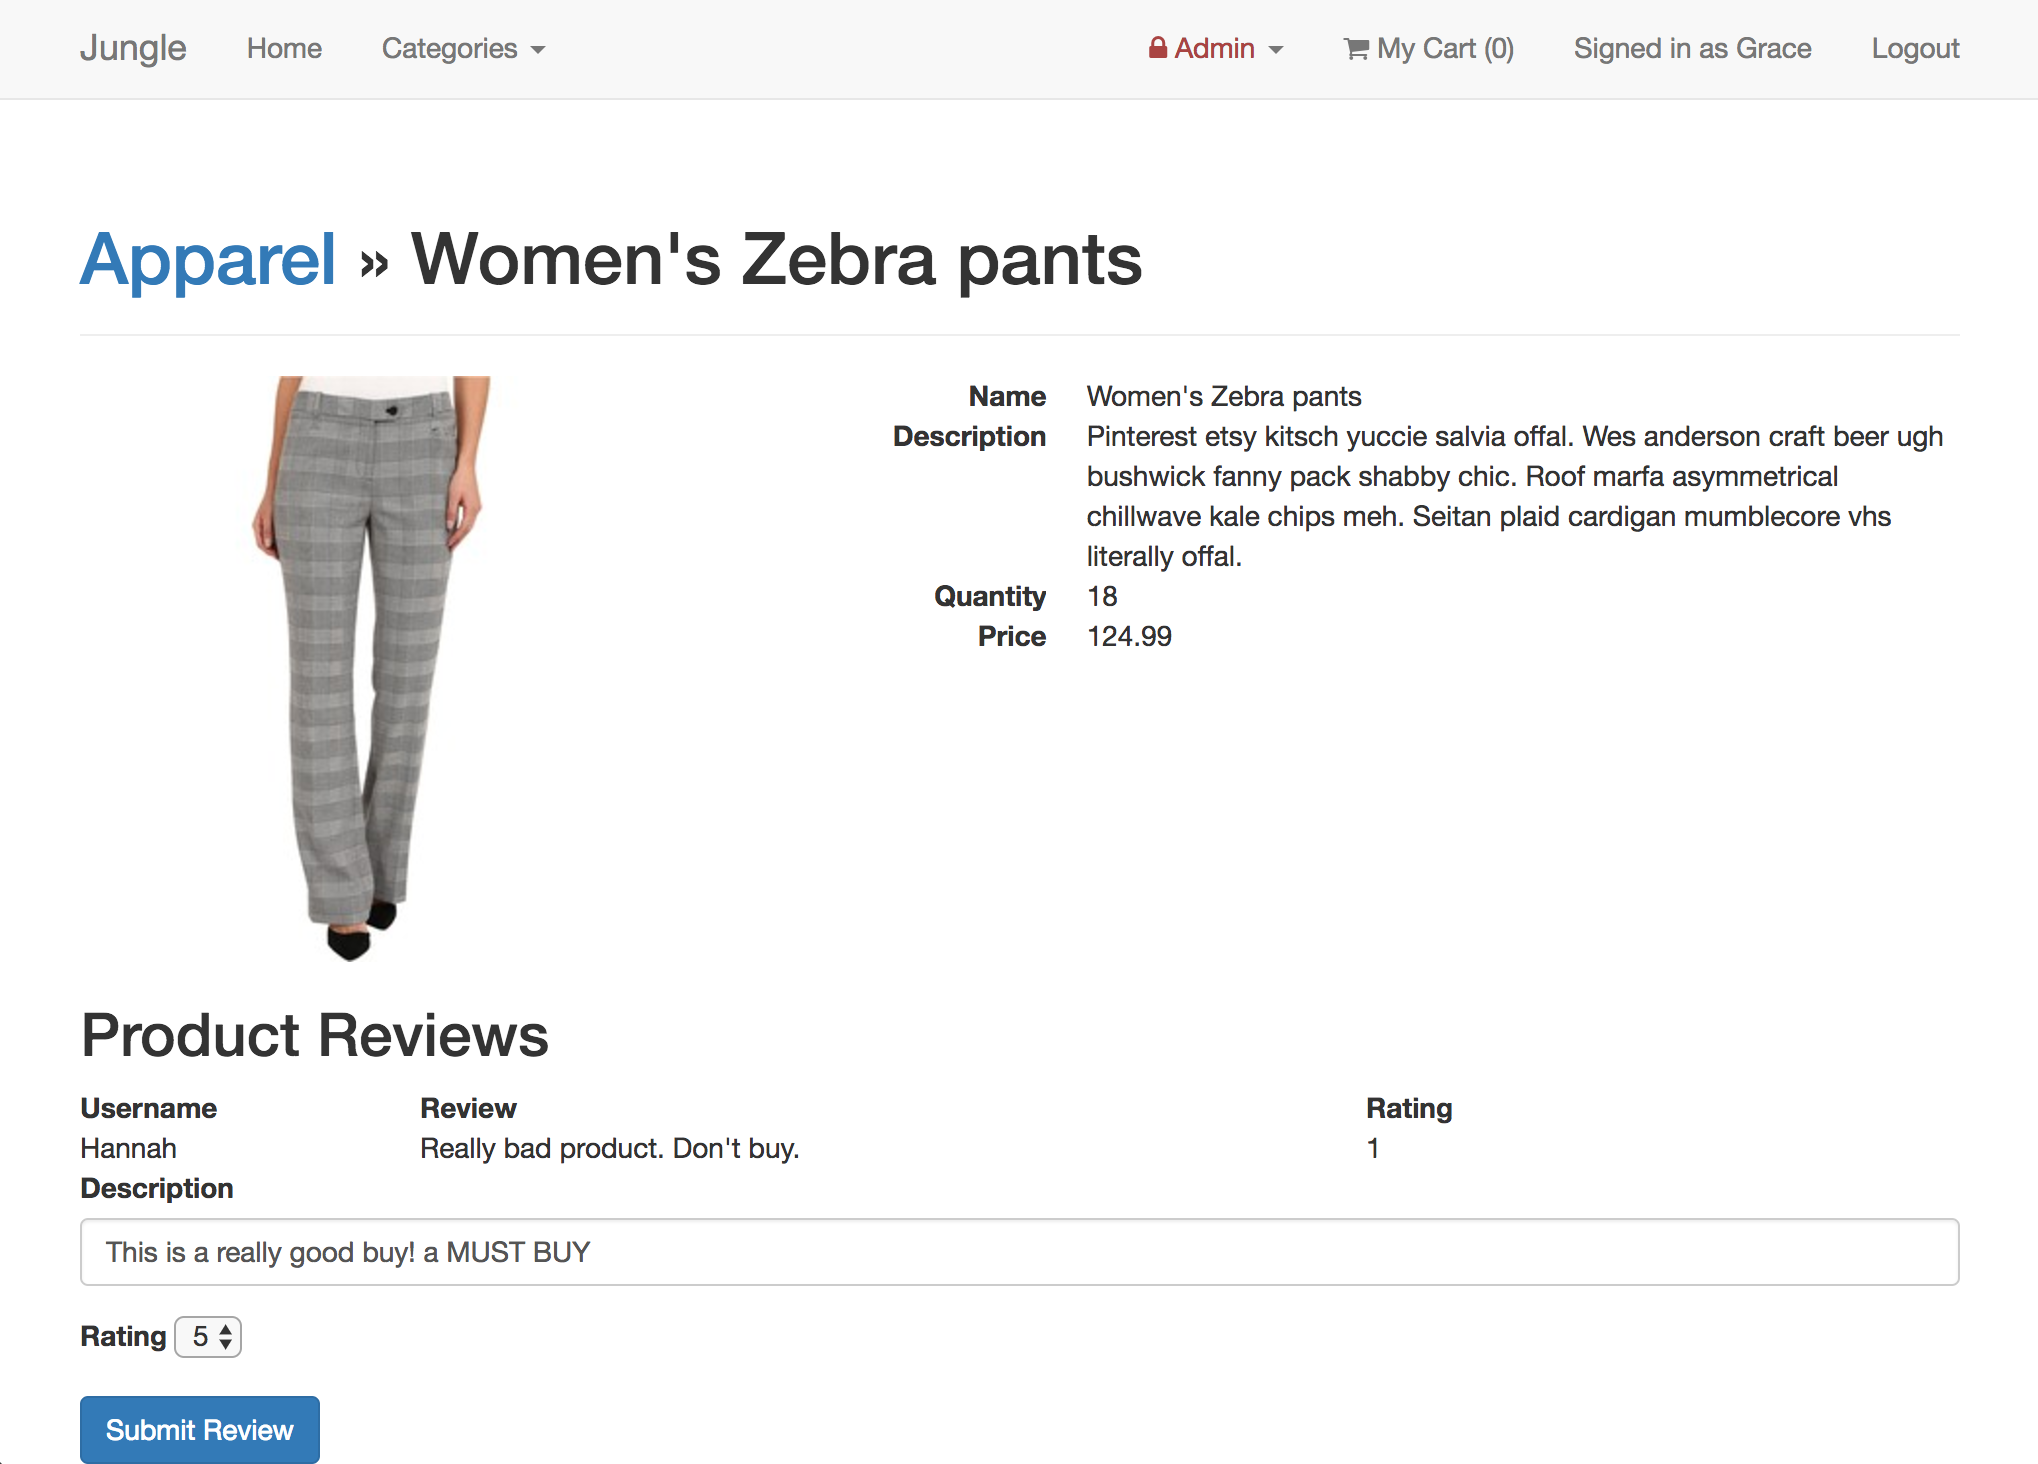 Jungle Home Categories Admin My Cart (0) Signed in as Grace Logout
Apparel » Women's Zebra pants
Name Women's Zebra pants
Description Pinterest etsy kitsch yuccie salvia offal. Wes anderson craft beer ugh
bushwick fanny pack shabby chic. Roof marfa asymmetrical
chillwave kale chips meh. Seitan plaid cardigan mumblecore vhs
literally offal.
Quantity 18
Price 124.99
Product Reviews
Username Review Rating
Hannah Really bad product. Don't buy. 1
Description
This is a really good buy! a MUST BUY
Rating 5
Submit Review